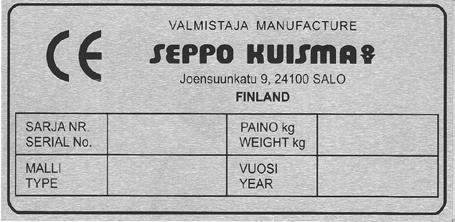 CE
VALMISTAJA MANUFACTURE
SEPPO KUISMA
Joensuunkatu 9, 24100 SALO
FINLAND
SARJA NR.
SERIAL No.
PAINO kg
WEIGHT kg
MALLI
TYPE
VUOSI
YEAR